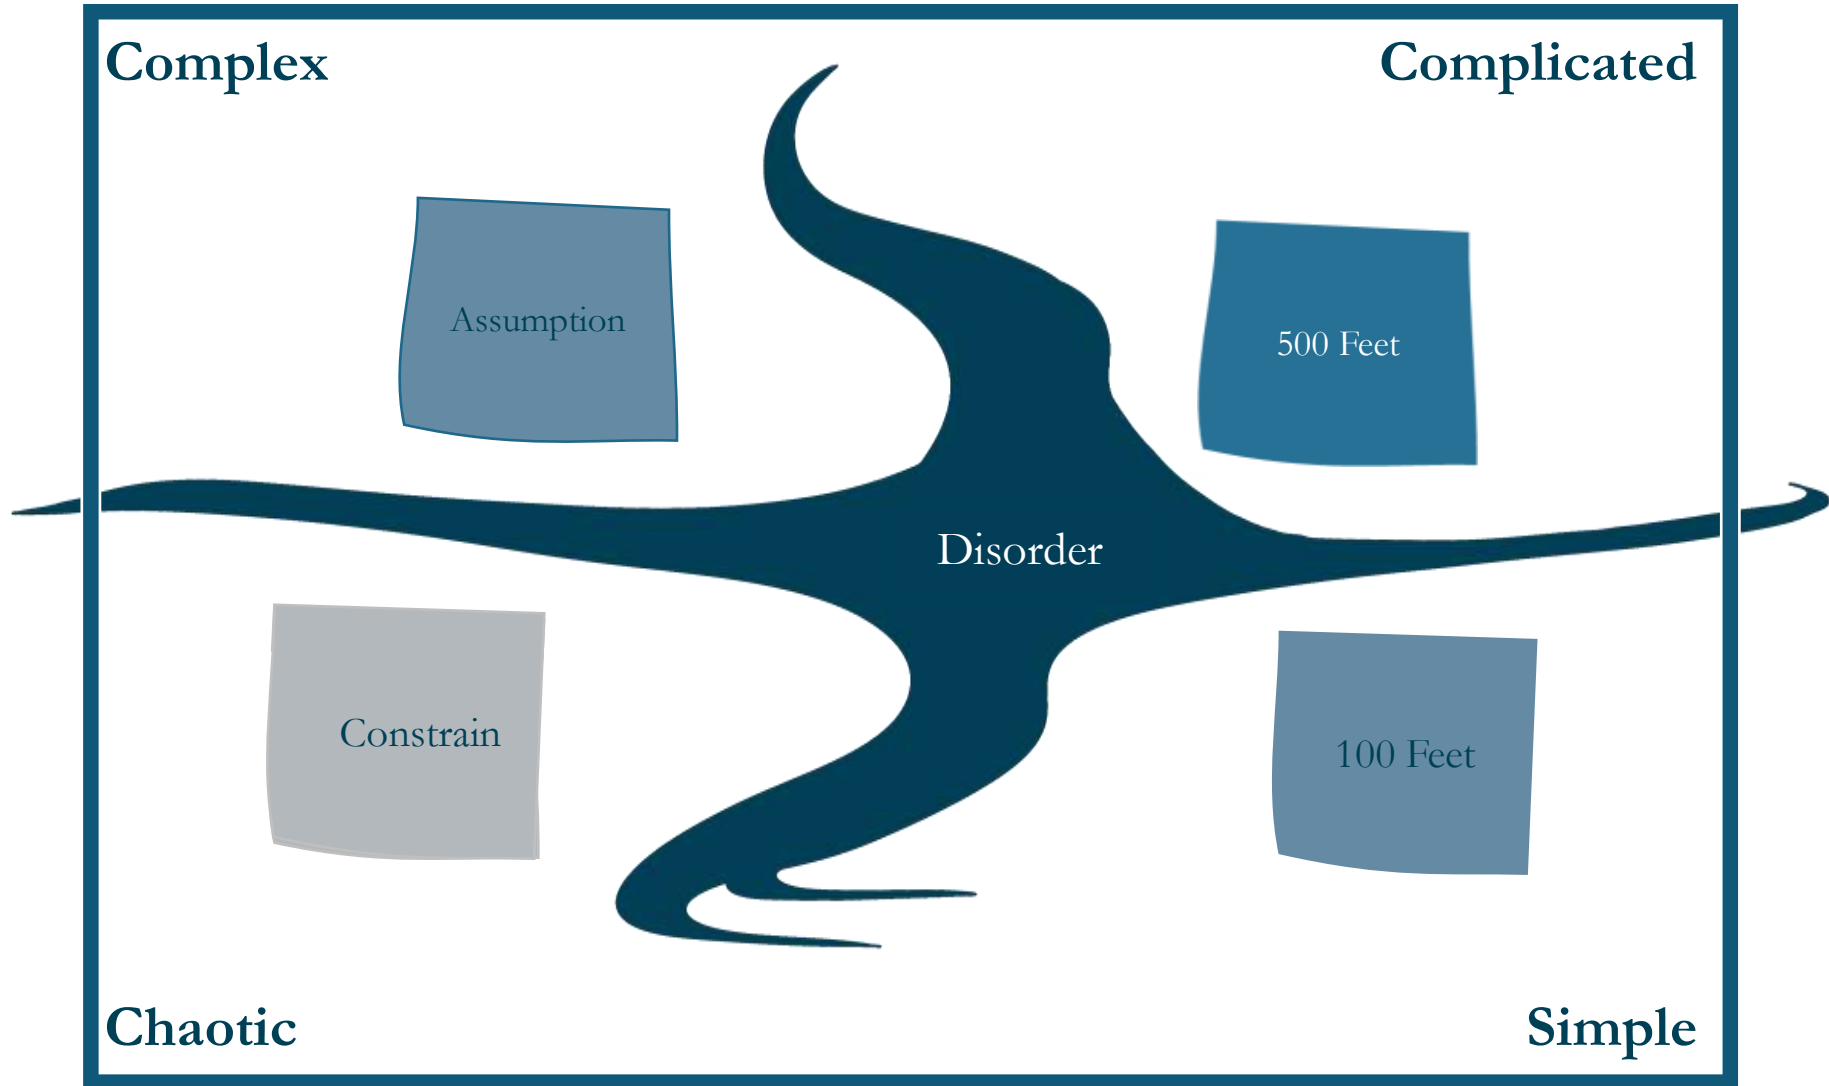 Complex
Complicated
Assumption
500 Feet
Disorder
Constrain
100 Feet
Chaotic
Simple